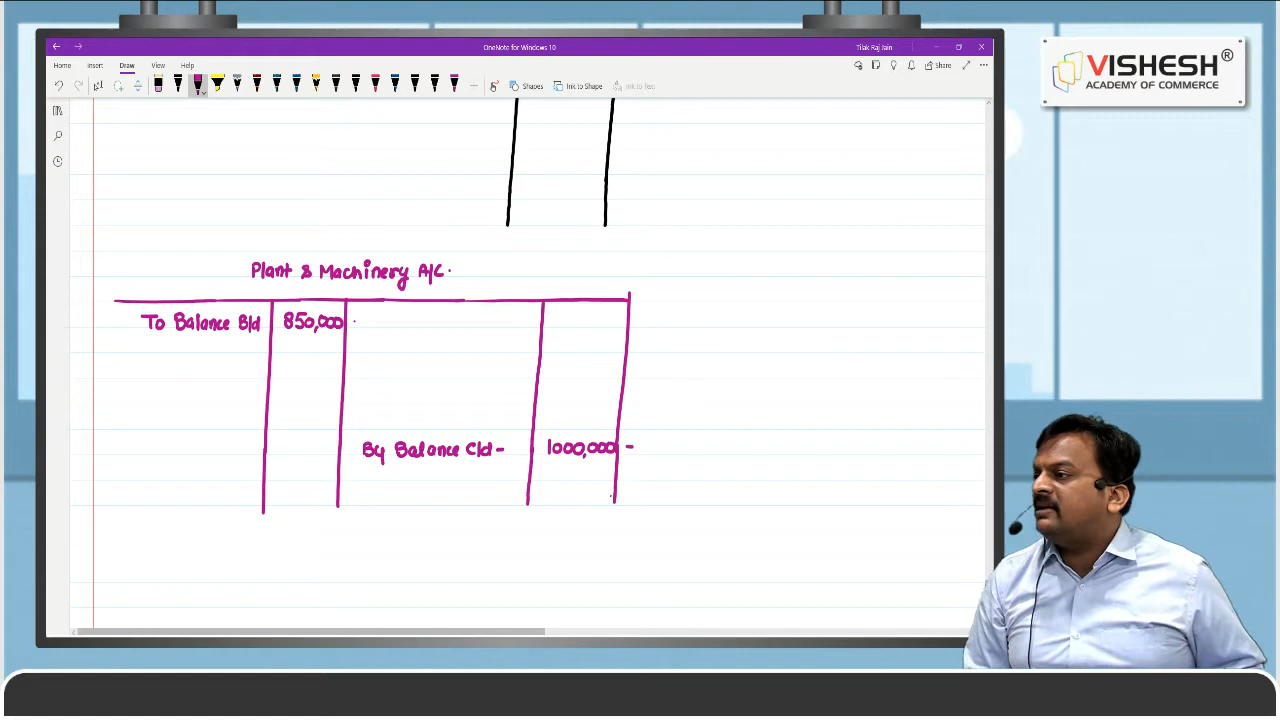 OneNote for Windows 10
Tilak Raj Jain
Home Insert Draw View Help
Share
Shapes Ink to Shape Ink to Text
VISHESH®
ACADEMY OF COMMERCE
Plant & Machinery A/C.
To Balance B/d 850,000
By Balance C/d - 1000,000 -